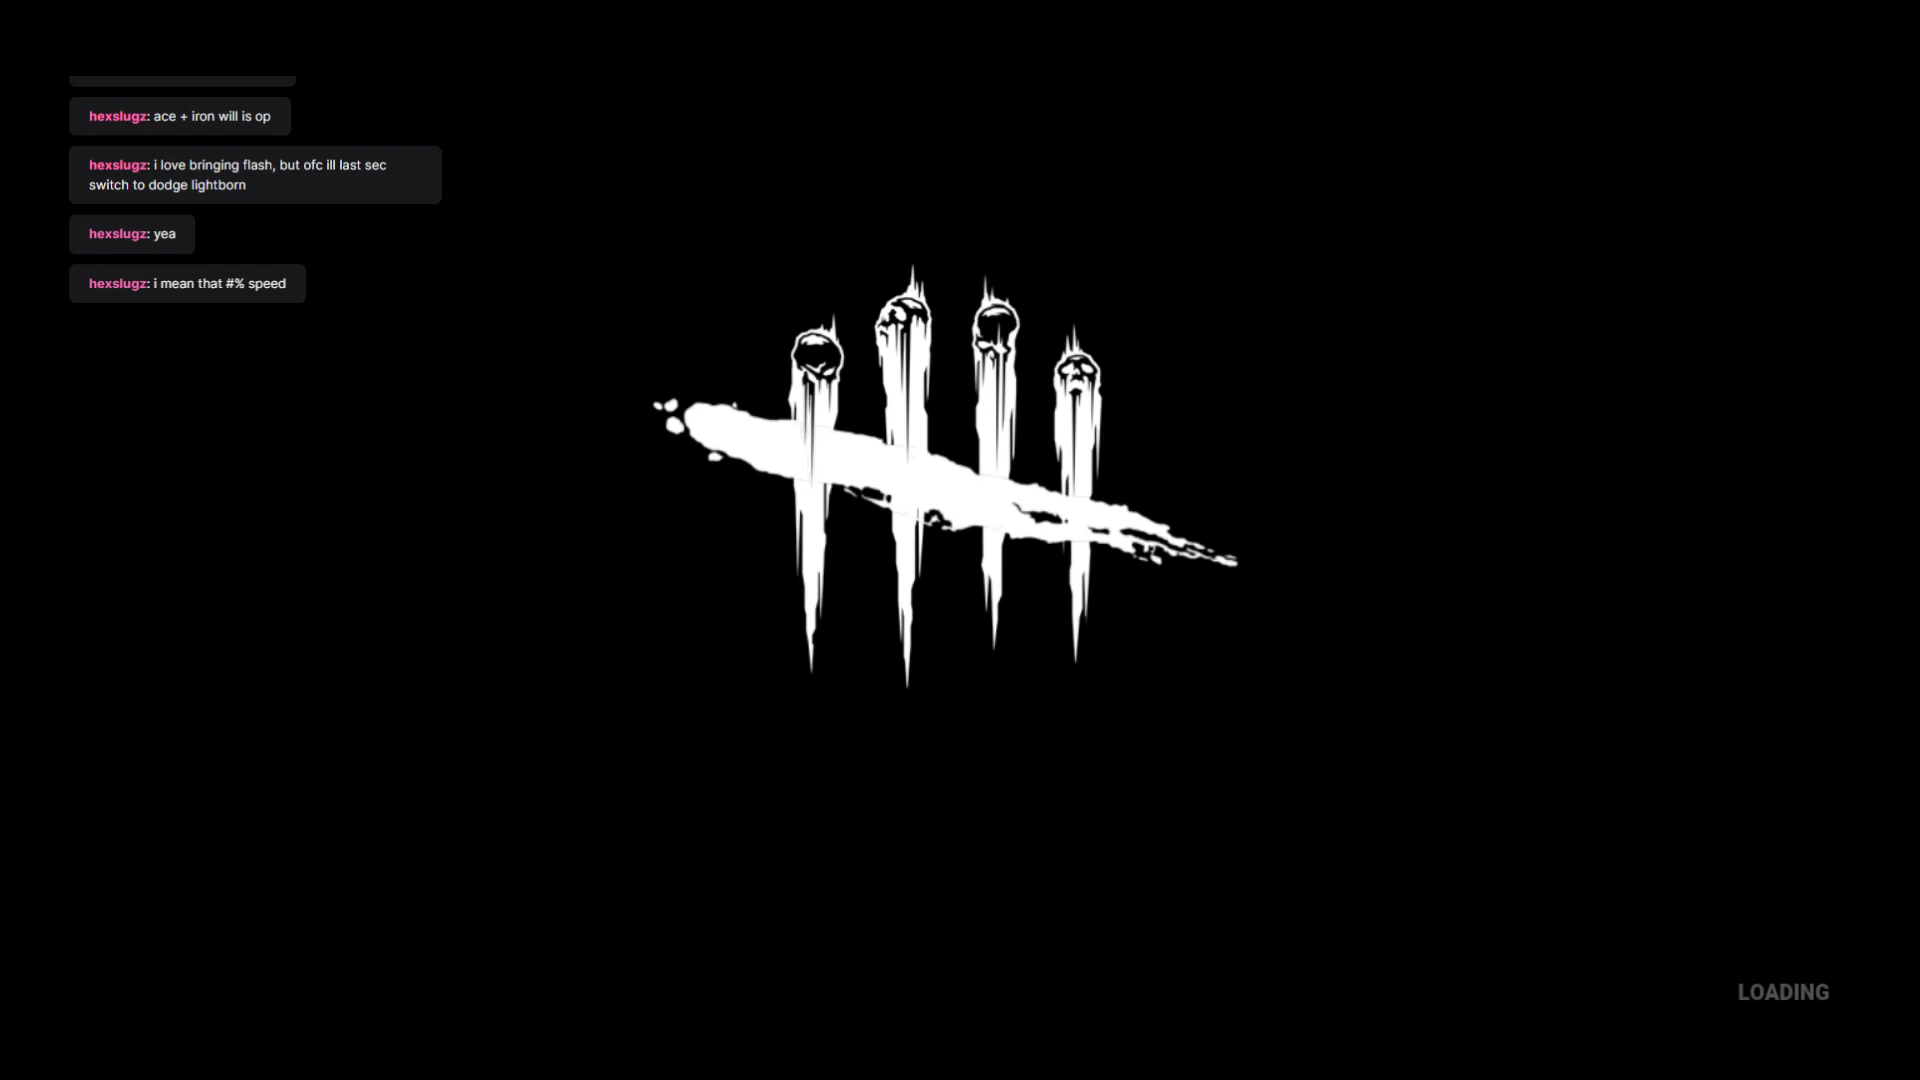 hexslugz: ace + iron will is op
hexslugz: i love bringing flash, but ofc ill last sec
switch to dodge lightborn
hexslugz: yea
hexslugz: i mean that #% speed
LOADING